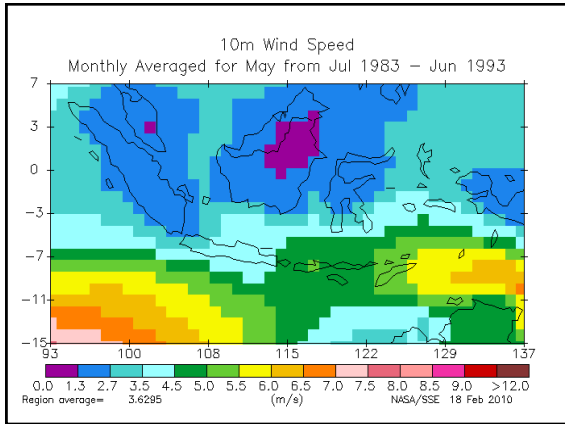 10m Wind Speed
Monthly Averaged for May from Jul 1983 - Jun 1993
7
3
0
-3
-7
-11
-15
93 100 108 115 122 129 137
0.0 1.3 2.7 3.5 4.5 5.0 5.5 6.0 6.5 7.0 7.5 8.0 8.5 9.0 >12.0
Region average= 3.6295 (m/s) NASA/SSE 18 Feb 2010